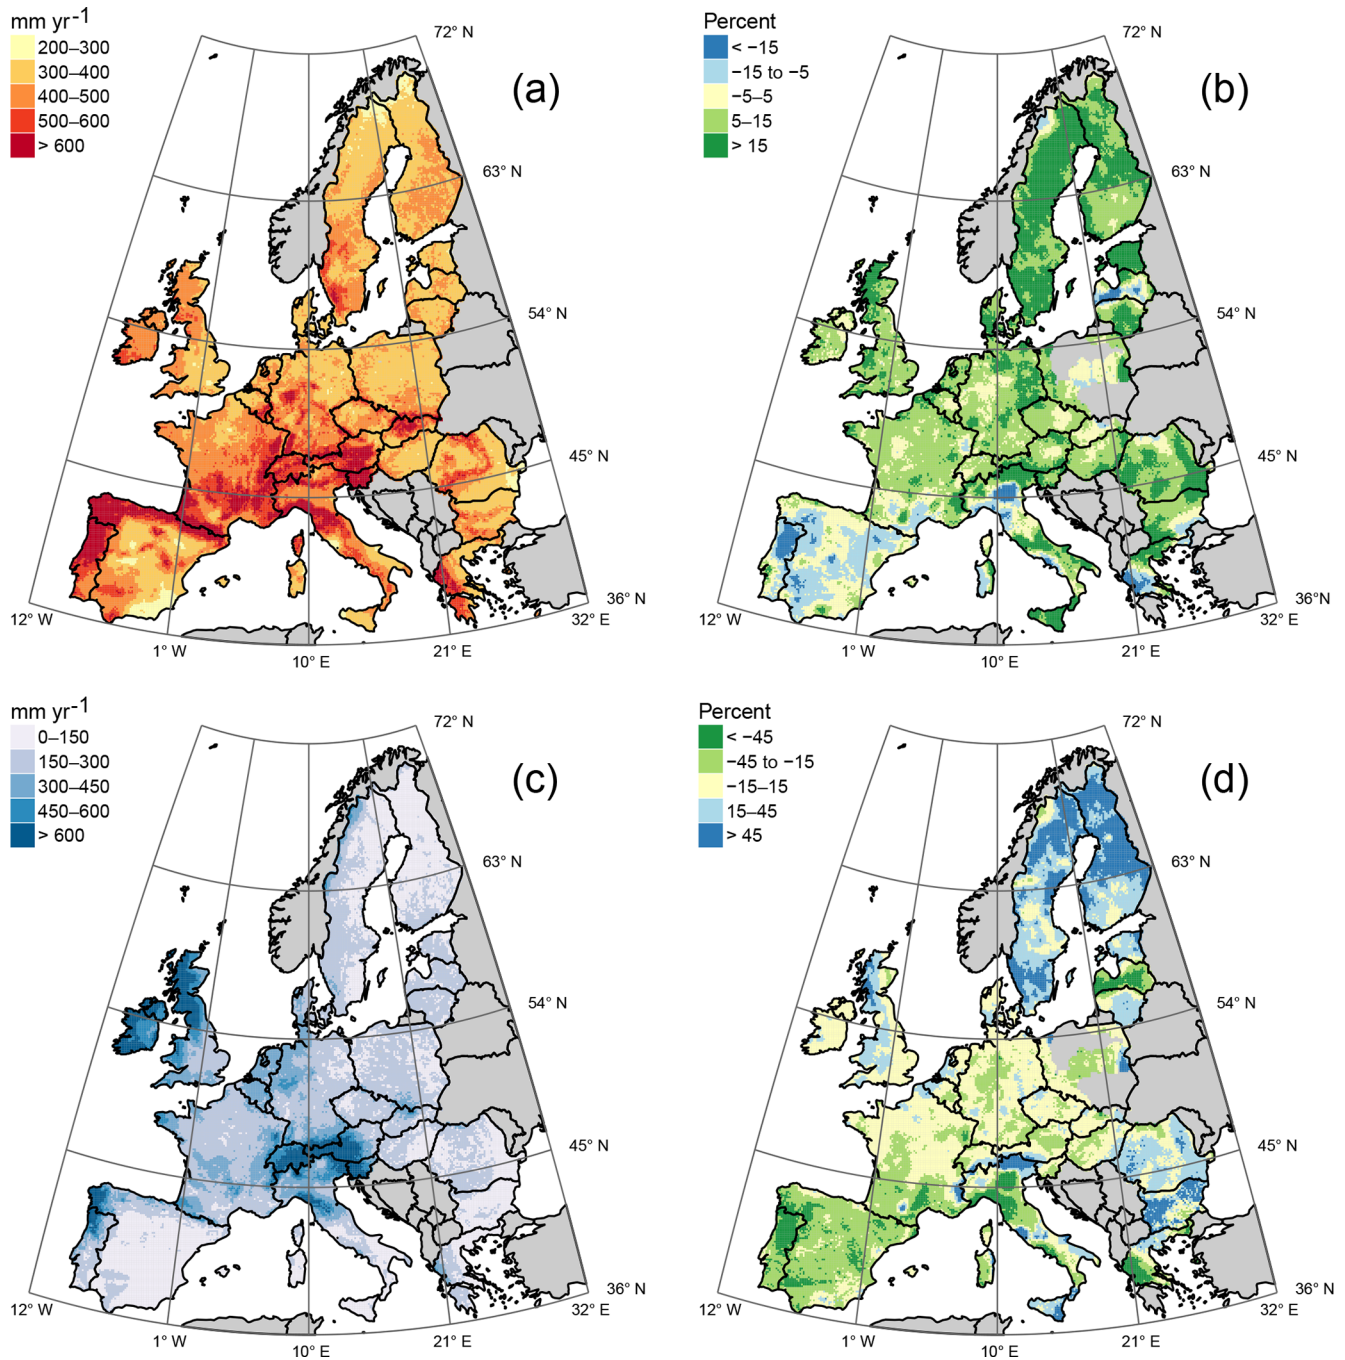 mm yr-1
200–300
300–400
400–500
500–600
> 600
(a)
72° N
63° N
54° N
45° N
36° N
32° E
12° W
1° W
10° E
21° E
Percent
< −15
−15 to −5
−5–5
5–15
> 15
(b)
72° N
63° N
54° N
45° N
36°N
32° E
12° W
1° W
10° E
21° E
mm yr-1
0–150
150–300
300–450
450–600
> 600
(c)
72° N
63° N
54° N
45° N
36° N
32° E
12° W
1° W
10° E
21° E
Percent
< −45
−45 to −15
−15–15
15–45
> 45
(d)
72° N
63° N
54° N
45° N
36° N
32° E
12° W
1° W
10° E
21° E